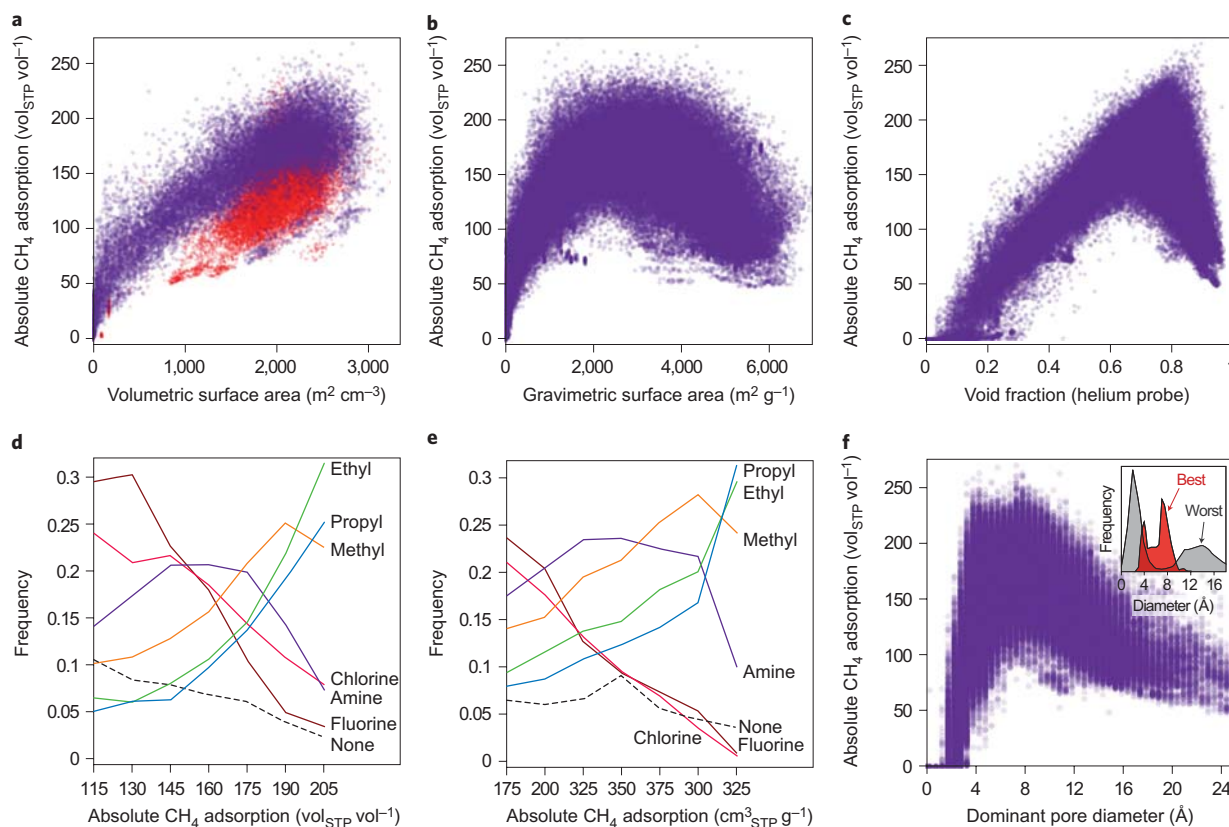 a
Absolute CH₄ adsorption (vol_STP vol⁻¹)
250
200
150
100
50
0
0
1,000
2,000
3,000
Volumetric surface area (m² cm⁻³)
b
Absolute CH₄ adsorption (vol_STP vol⁻¹)
250
200
150
100
50
0
0
2,000
4,000
6,000
Gravimetric surface area (m² g⁻¹)
c
Absolute CH₄ adsorption (vol_STP vol⁻¹)
250
200
150
100
50
0
0
0.2
0.4
0.6
0.8
1
Void fraction (helium probe)
d
Frequency
0.3
0.25
0.2
0.15
0.1
0.05
0
Ethyl
Propyl
Methyl
Chlorine
Amine
Fluorine
None
115 130 145 160 175 190 205
Absolute CH₄ adsorption (vol_STP vol⁻¹)
e
Frequency
0.3
0.25
0.2
0.15
0.1
0.05
0
Propyl
Ethyl
Methyl
Amine
None
Chlorine
Fluorine
175 200 325 350 375 300 325
Absolute CH₄ adsorption (cm³_STP g⁻¹)
f
Absolute CH₄ adsorption (vol_STP vol⁻¹)
250
200
150
100
50
0
Frequency
Best
Worst
0 4 8 12 16
Diameter (Å)
0 4 8 12 16 20 24
Dominant pore diameter (Å)